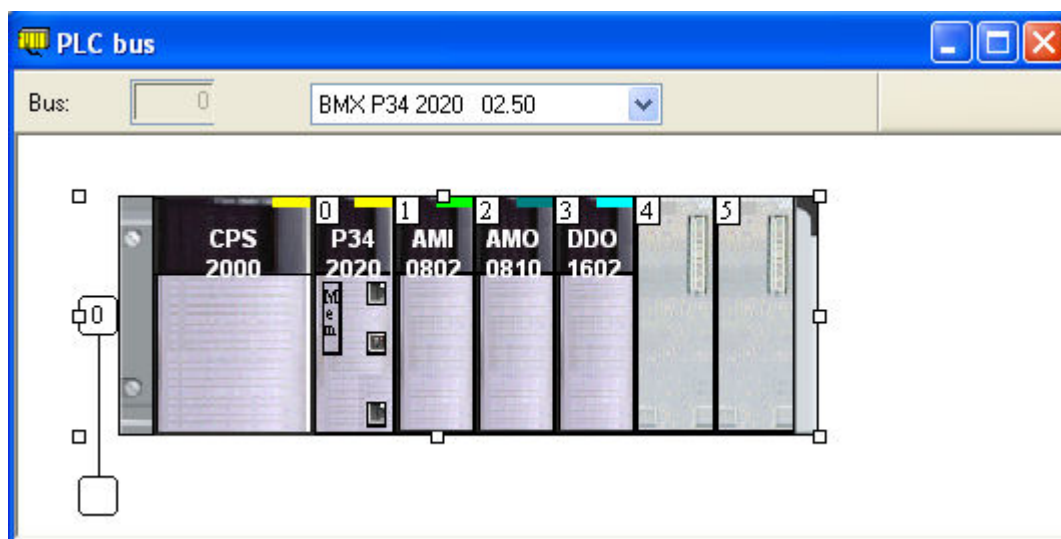 PLC bus
Bus: 0 BMX P34 2020 02.50
0 1 2 3 4 5
CPS P34 AMI AMO DDO
2000 2020 0802 0810 1602
Mem
0